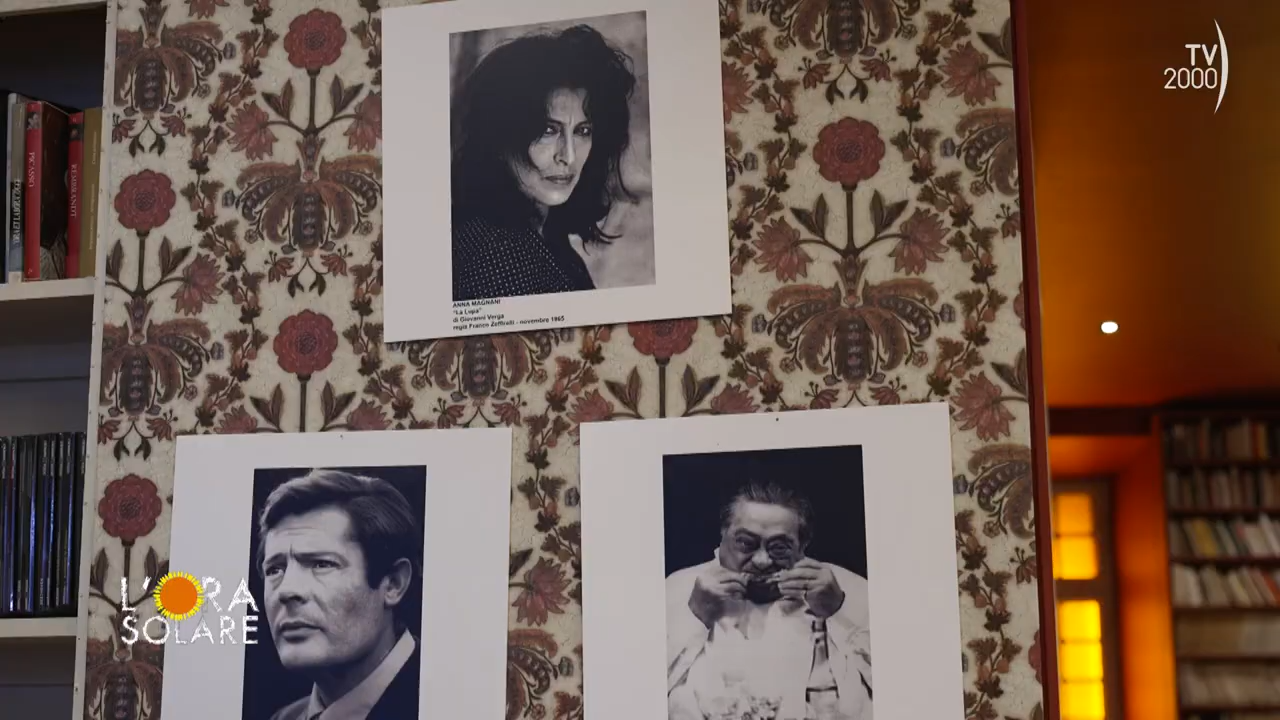 TV
2000
PICASSO
REMBRANDT
ANNA MAGNANI
"La Lupa"
di Giovanni Verga
regia Franco Zeffirelli - novembre 1965
L'ORA
SOLARE